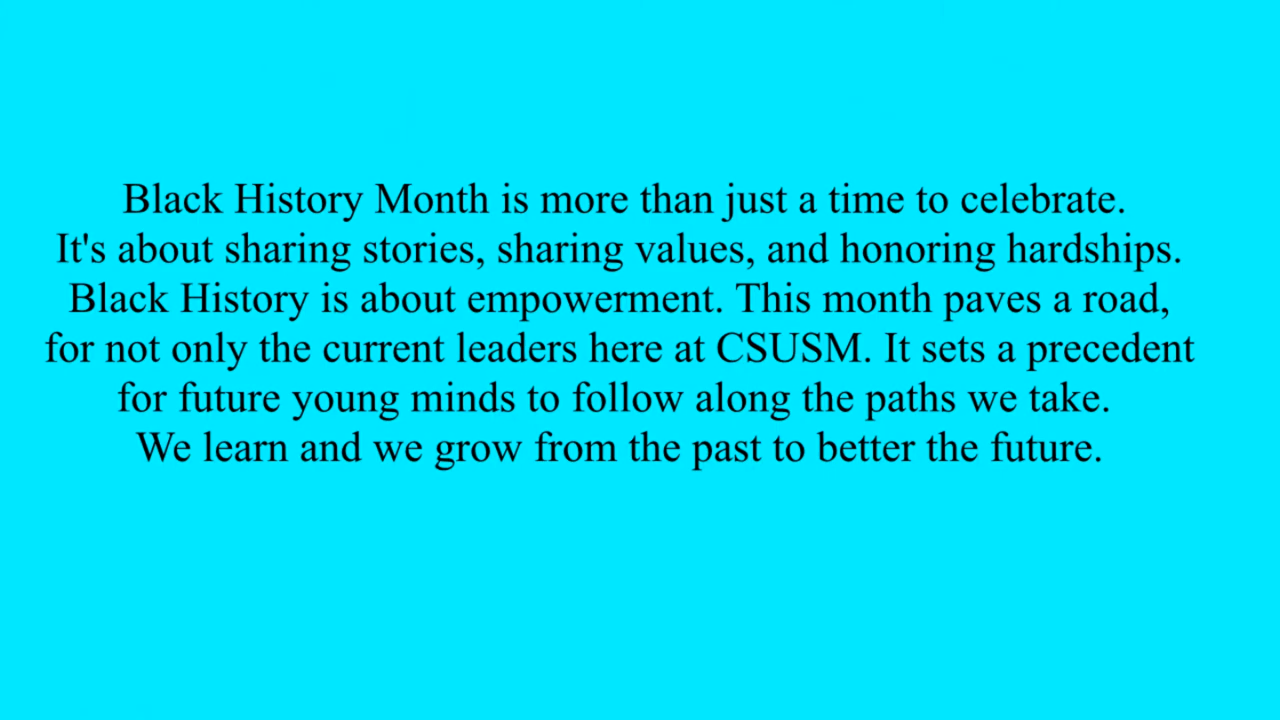 Black History Month is more than just a time to celebrate.
It's about sharing stories, sharing values, and honoring hardships.
Black History is about empowerment. This month paves a road,
for not only the current leaders here at CSUSM. It sets a precedent
for future young minds to follow along the paths we take.
We learn and we grow from the past to better the future.